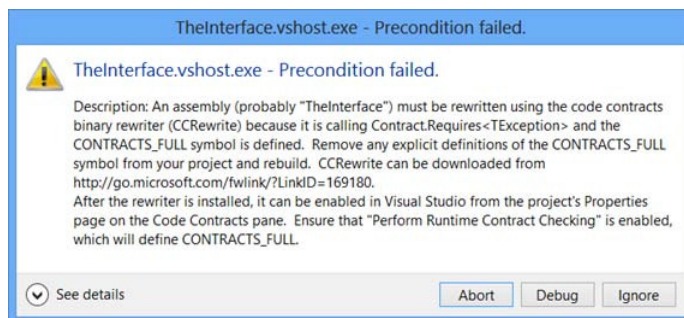 TheInterface.vshost.exe - Precondition failed.
TheInterface.vshost.exe - Precondition failed.
Description: An assembly (probably "TheInterface") must be rewritten using the code contracts
binary rewriter (CCRewrite) because it is calling Contract.Requires<TException> and the
CONTRACTS_FULL symbol is defined.  Remove any explicit definitions of the CONTRACTS_FULL
symbol from your project and rebuild.  CCRewrite can be downloaded from
http://go.microsoft.com/fwlink/?LinkID=169180.
After the rewriter is installed, it can be enabled in Visual Studio from the project's Properties
page on the Code Contracts pane.  Ensure that "Perform Runtime Contract Checking" is enabled,
which will define CONTRACTS_FULL.
See details
Abort
Debug
Ignore